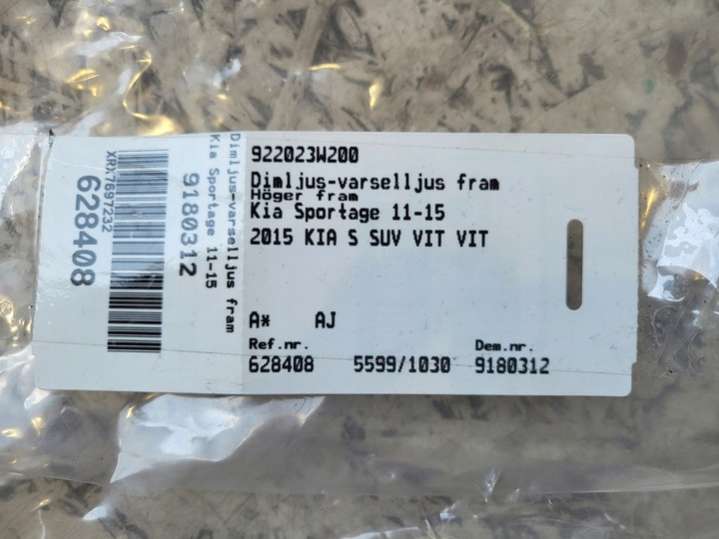 922023W200
Dimljus-varselljus fram
Höger fram
Kia Sportage 11-15
2015 KIA S SUV VIT VIT
A* AJ
Ref.nr. Dem.nr.
628408 5599/1030 9180312
Dimljus-varselljus fram
Kia Sportage 11-15
9180312
XRX7697232
628408